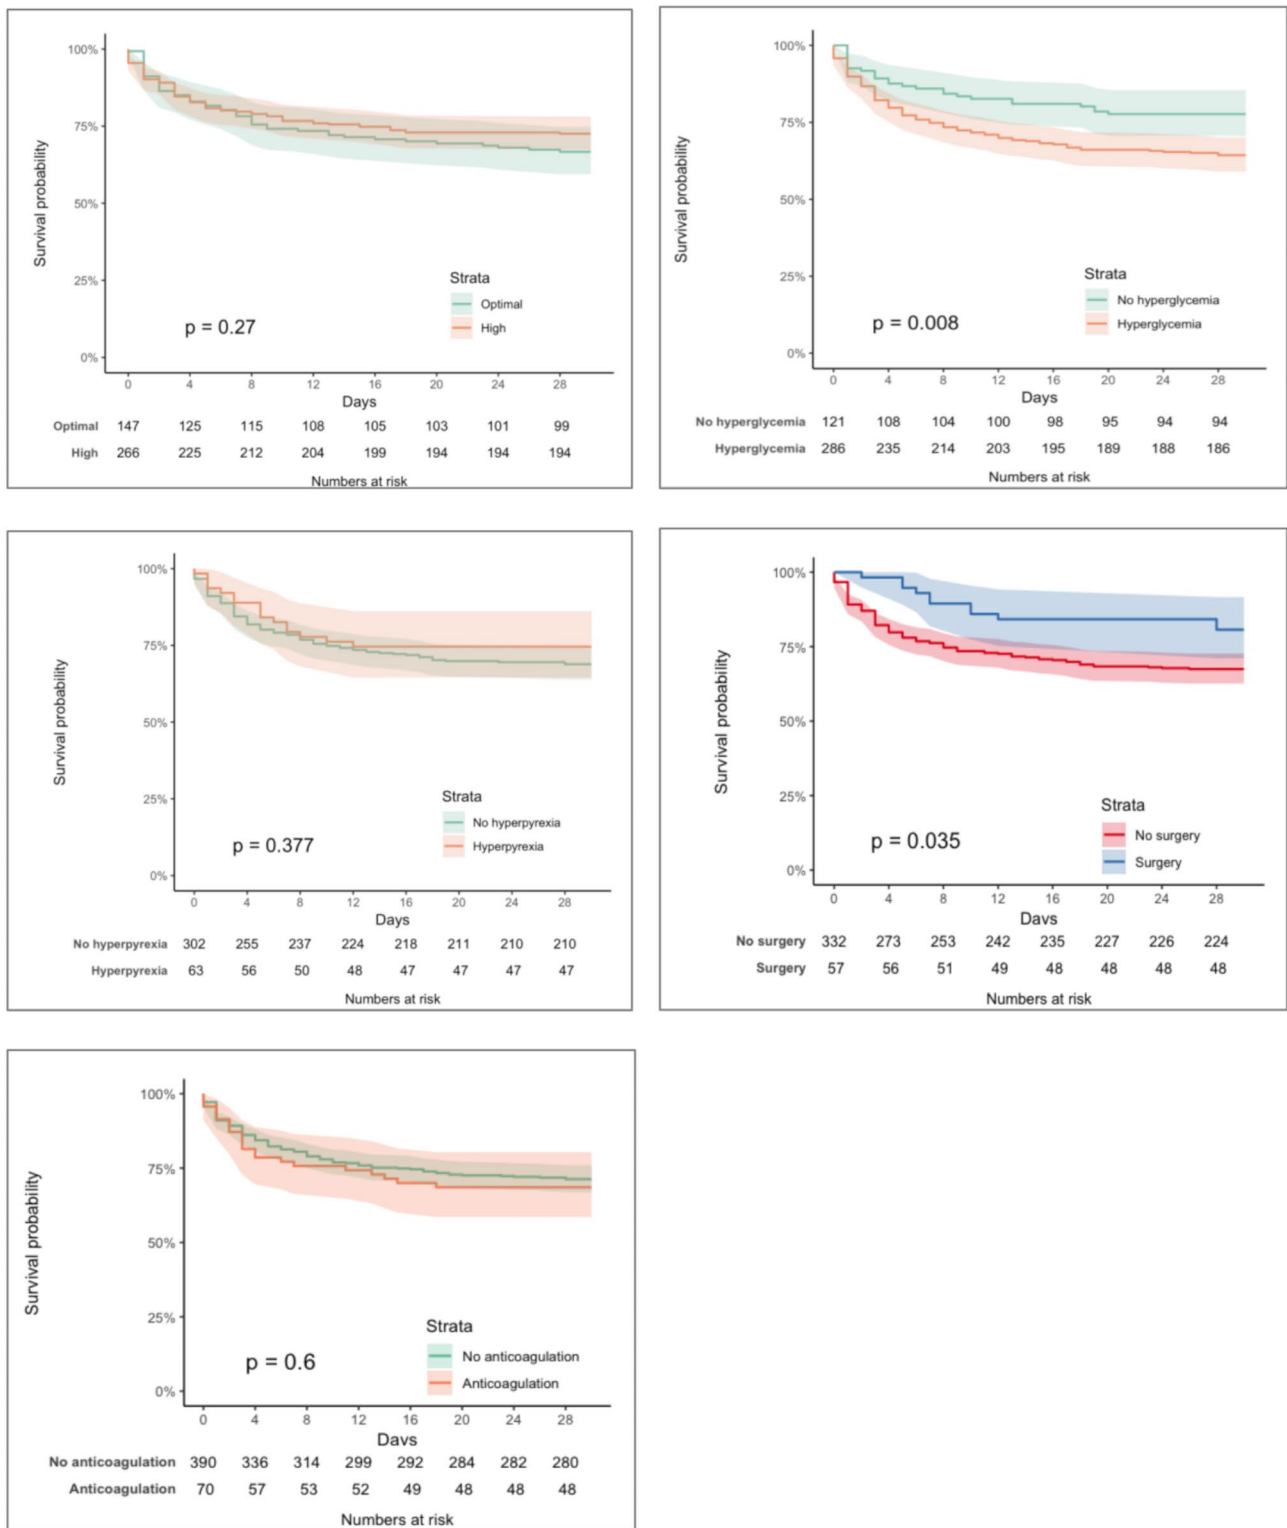 100%
75%
50%
25%
0%
Survival probability
Strata
Optimal
High
p = 0.27
0 4 8 12 16 20 24 28
Days
Optimal 147 125 115 108 105 103 101 99
High 266 225 212 204 199 194 194 194
Numbers at risk
100%
75%
50%
25%
0%
Survival probability
Strata
No hyperglycemia
Hyperglycemia
p = 0.008
0 4 8 12 16 20 24 28
Days
No hyperglycemia 121 108 104 100 98 95 94 94
Hyperglycemia 286 235 214 203 195 189 188 186
Numbers at risk
100%
75%
50%
25%
0%
Survival probability
Strata
No hyperpyrexia
Hyperpyrexia
p = 0.377
0 4 8 12 16 20 24 28
Days
No hyperpyrexia 302 255 237 224 218 211 210 210
Hyperpyrexia 63 56 50 48 47 47 47 47
Numbers at risk
100%
75%
50%
25%
0%
Survival probability
Strata
No surgery
Surgery
p = 0.035
0 4 8 12 16 20 24 28
Days
No surgery 332 273 253 242 235 227 226 224
Surgery 57 56 51 49 48 48 48 48
Numbers at risk
100%
75%
50%
25%
0%
Survival probability
Strata
No anticoagulation
Anticoagulation
p = 0.6
0 4 8 12 16 20 24 28
Days
No anticoagulation 390 336 314 299 292 284 282 280
Anticoagulation 70 57 53 52 49 48 48 48
Numbers at risk